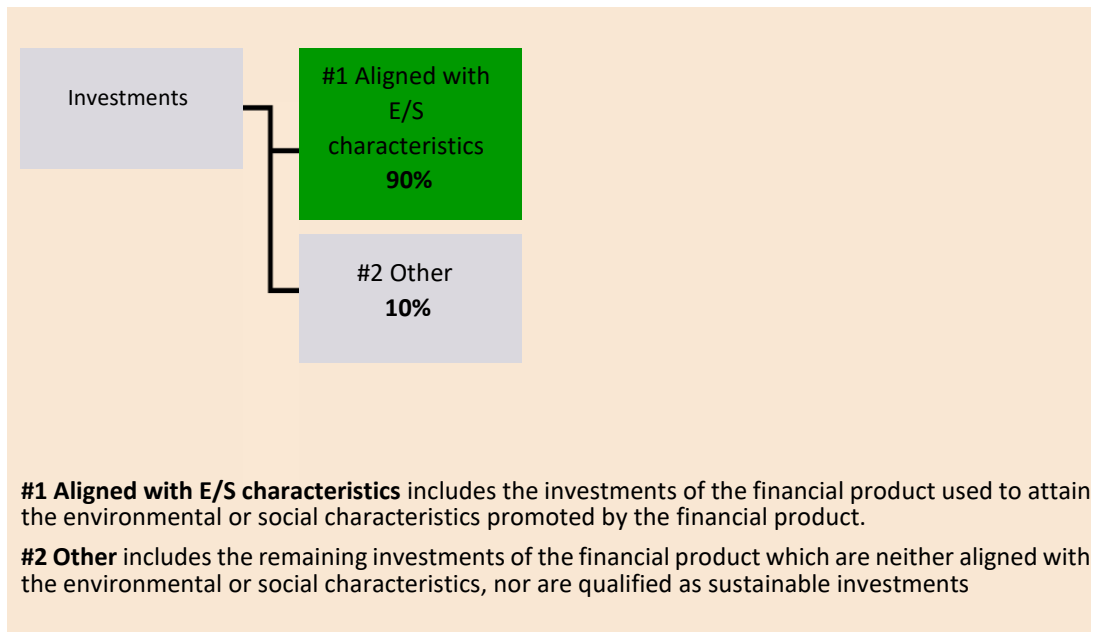 Investments
#1 Aligned with
E/S
characteristics
90%
#2 Other
10%
#1 Aligned with E/S characteristics includes the investments of the financial product used to attain
the environmental or social characteristics promoted by the financial product.
#2 Other includes the remaining investments of the financial product which are neither aligned with
the environmental or social characteristics, nor are qualified as sustainable investments